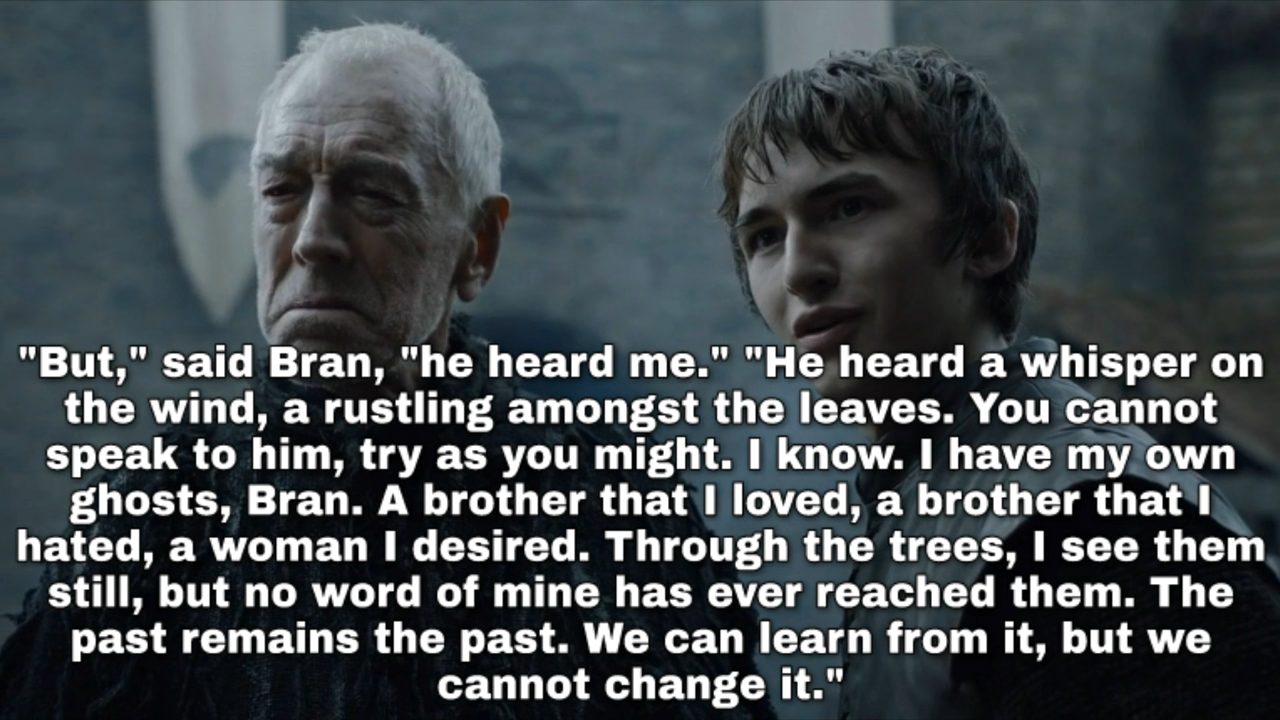 "But," said Bran, "he heard me." "He heard a whisper on
the wind, a rustling amongst the leaves. You cannot
speak to him, try as you might. I know. I have my own
ghosts, Bran. A brother that I loved, a brother that I
hated, a woman I desired. Through the trees, I see them
still, but no word of mine has ever reached them. The
past remains the past. We can learn from it, but we
cannot change it."